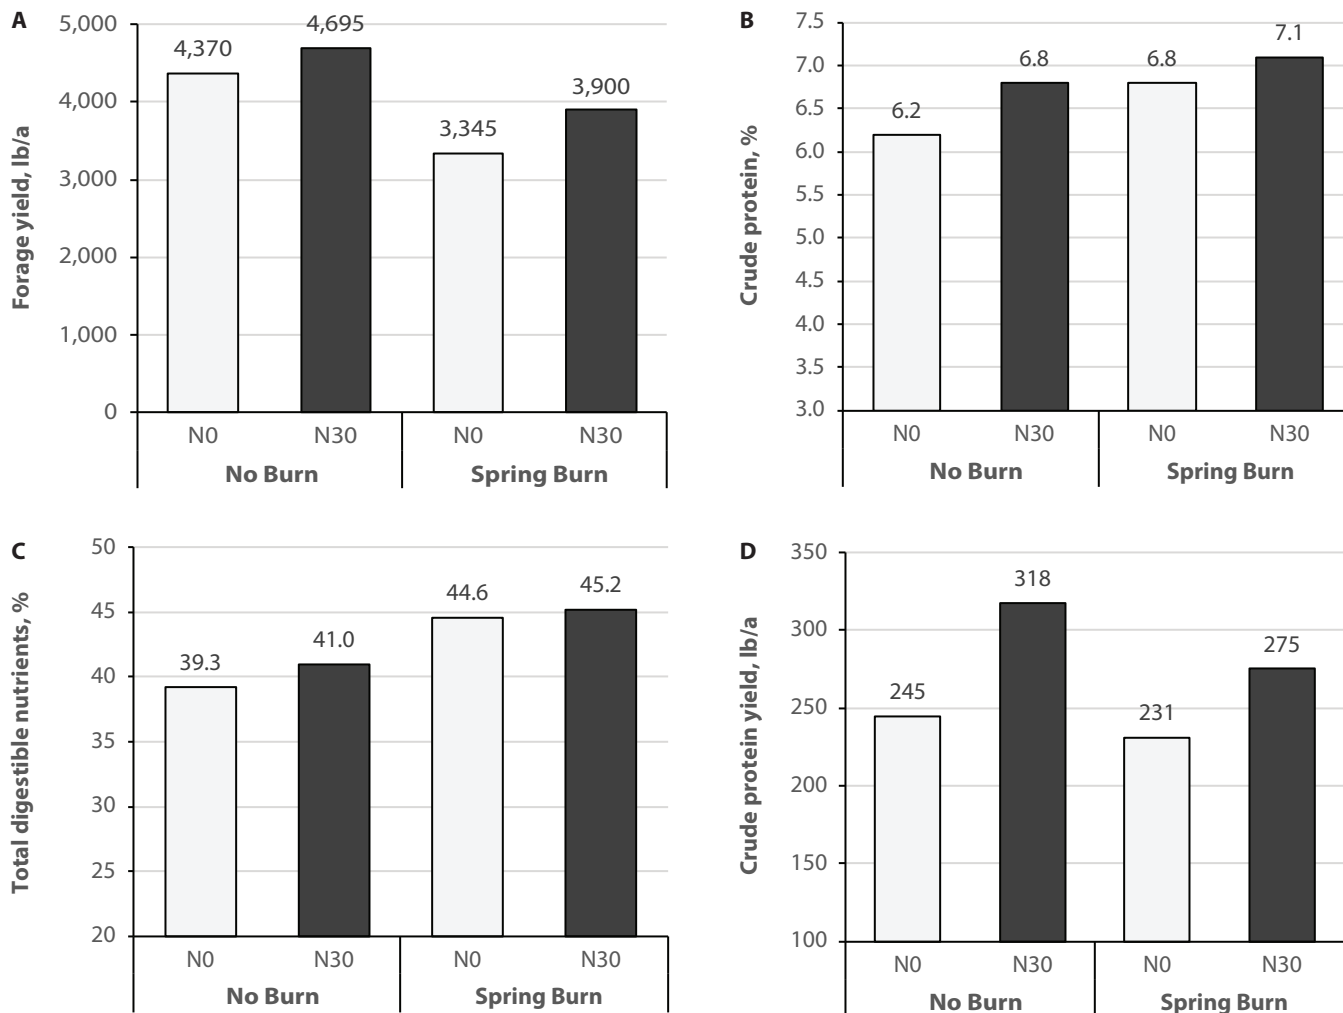 A
Forage yield, lb/a
5,000
4,000
3,000
2,000
1,000
0
4,370
4,695
3,345
3,900
N0
N30
N0
N30
No Burn
Spring Burn
B
Crude protein, %
7.5
7.0
6.5
6.0
5.5
5.0
4.5
4.0
3.5
3.0
6.2
6.8
6.8
7.1
N0
N30
N0
N30
No Burn
Spring Burn
C
Total digestible nutrients, %
50
45
40
35
30
25
20
39.3
41.0
44.6
45.2
N0
N30
N0
N30
No Burn
Spring Burn
D
Crude protein yield, lb/a
350
300
250
200
150
100
245
318
231
275
N0
N30
N0
N30
No Burn
Spring Burn